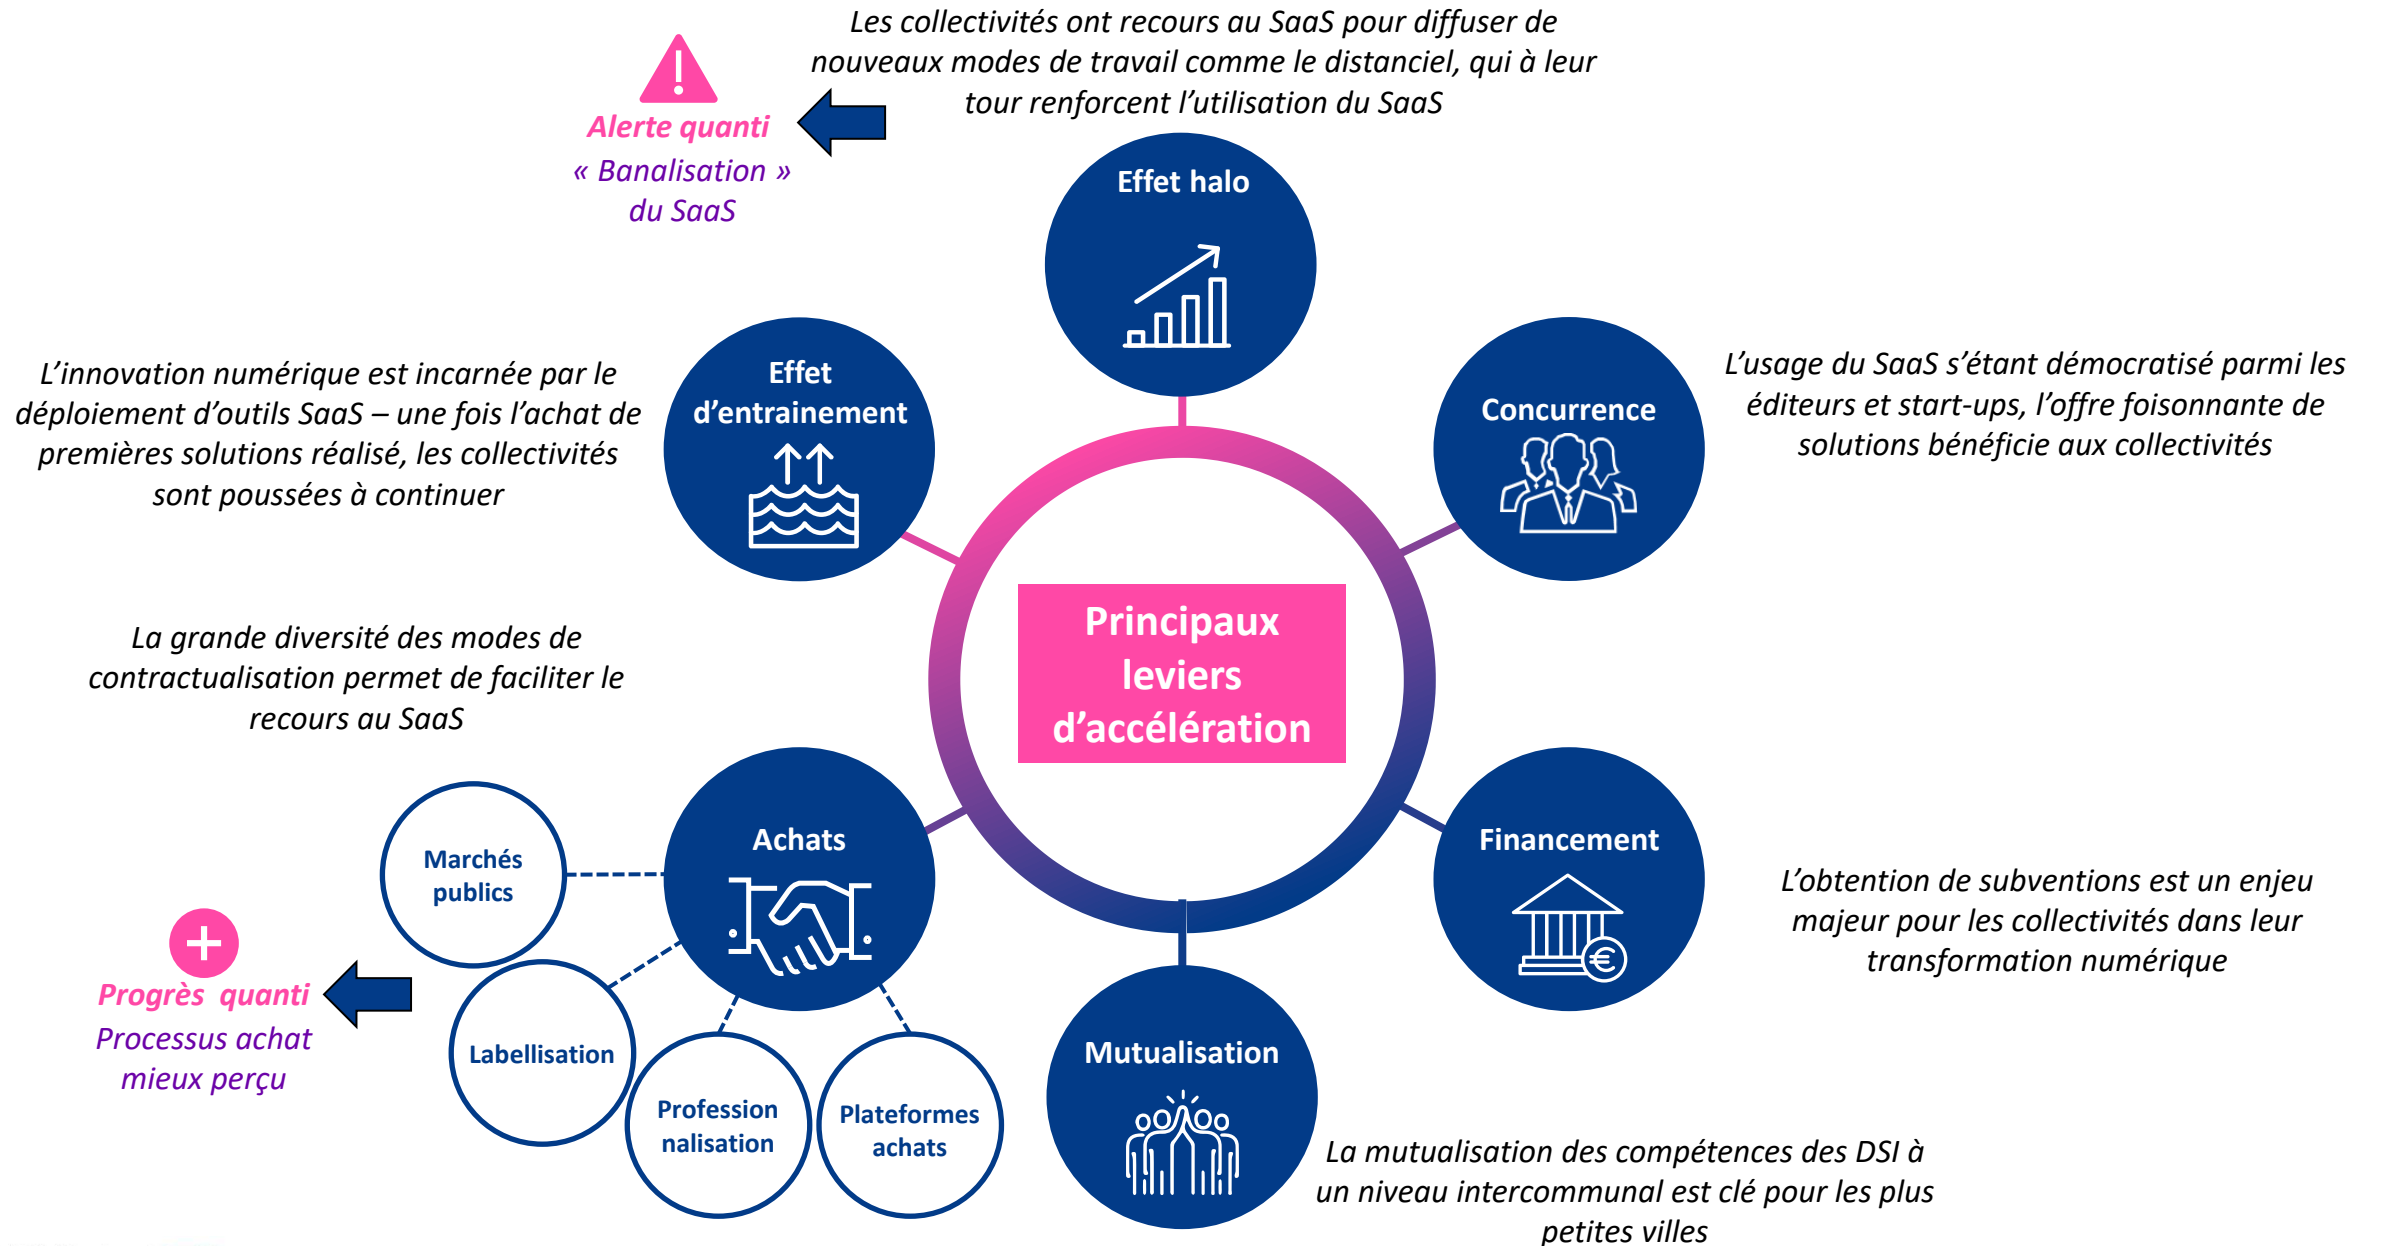 Les collectivités ont recours au SaaS pour diffuser de
nouveaux modes de travail comme le distanciel, qui à leur
tour renforcent l’utilisation du SaaS
Alerte quanti
« Banalisation »
du SaaS
Effet halo
L’innovation numérique est incarnée par le
déploiement d’outils SaaS – une fois l’achat de
premières solutions réalisé, les collectivités
sont poussées à continuer
Effet
d’entrainement
Concurrence
L’usage du SaaS s’étant démocratisé parmi les
éditeurs et start-ups, l’offre foisonnante de
solutions bénéficie aux collectivités
Principaux
leviers
d’accélération
La grande diversité des modes de
contractualisation permet de faciliter le
recours au SaaS
Achats
Marchés
publics
Labellisation
Profession
nalisation
Plateformes
achats
Progrès  quanti
Processus achat
mieux perçu
Financement
L’obtention de subventions est un enjeu
majeur pour les collectivités dans leur
transformation numérique
Mutualisation
La mutualisation des compétences des DSI à
un niveau intercommunal est clé pour les plus
petites villes